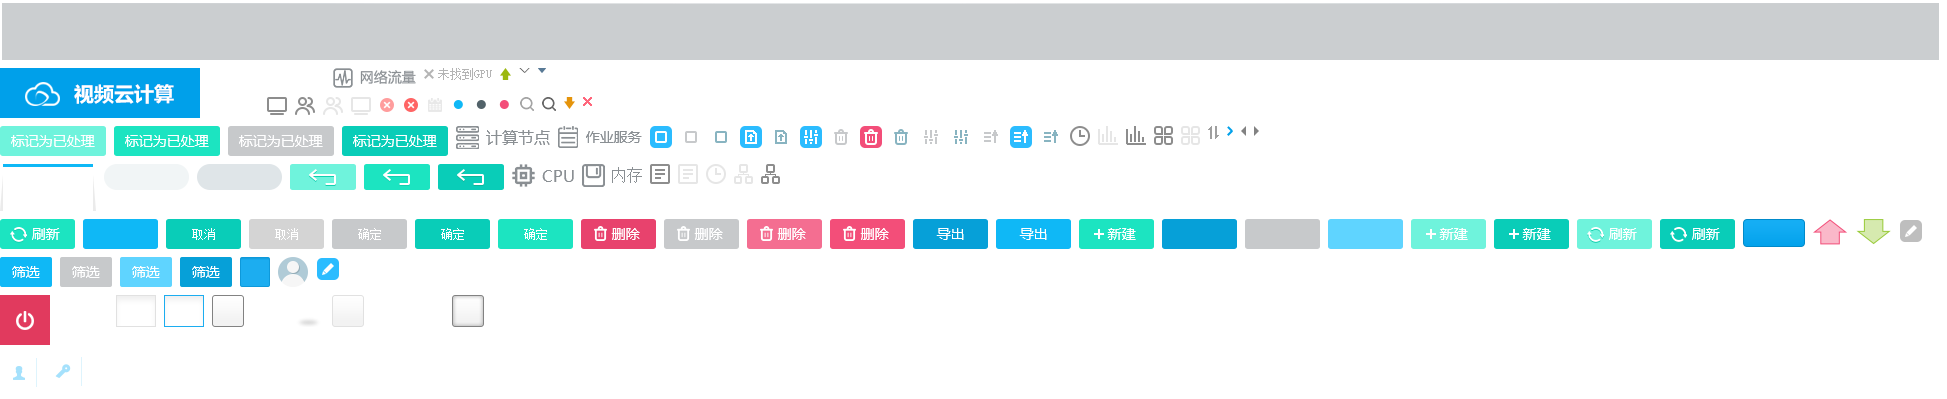 网络流量 未找到GPU
视频云计算
标记为已处理 标记为已处理 标记为已处理 标记为已处理 计算节点 作业服务
CPU 内存
刷新 取消 取消 确定 确定 确定 删除 删除 删除 删除 导出 导出 +新建 +新建 +新建 刷新 刷新
筛选 筛选 筛选 筛选